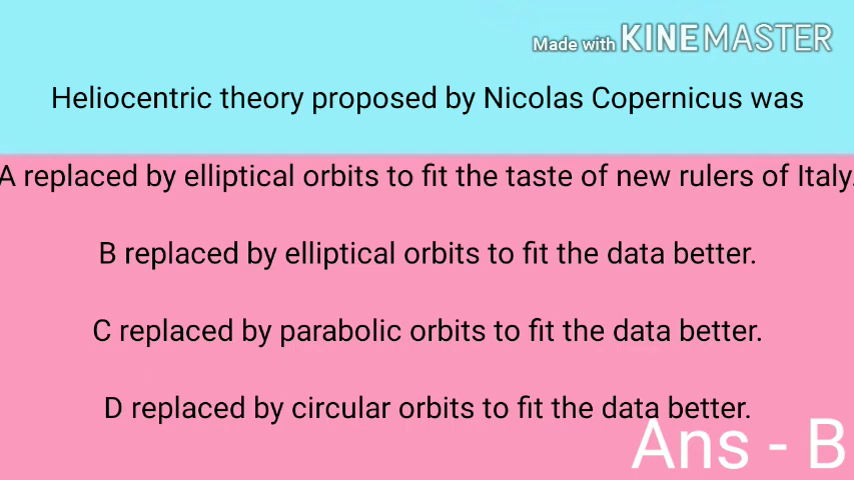 Made with KINEMASTER
Heliocentric theory proposed by Nicolas Copernicus was
A replaced by elliptical orbits to fit the taste of new rulers of Italy.
B replaced by elliptical orbits to fit the data better.
C replaced by parabolic orbits to fit the data better.
D replaced by circular orbits to fit the data better.
Ans - B